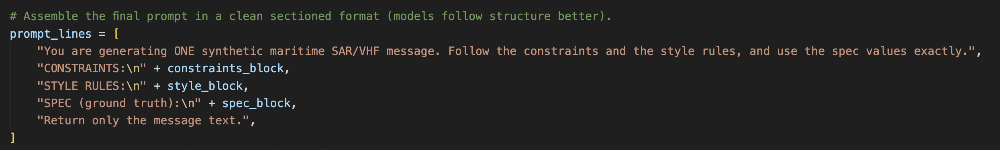 # Assemble the final prompt in a clean sectioned format (models follow structure better).
prompt_lines = [
    "You are generating ONE synthetic maritime SAR/VHF message. Follow the constraints and the style rules, and use the spec values exactly.",
    "CONSTRAINTS:\n" + constraints_block,
    "STYLE RULES:\n" + style_block,
    "SPEC (ground truth):\n" + spec_block,
    "Return only the message text.",
]